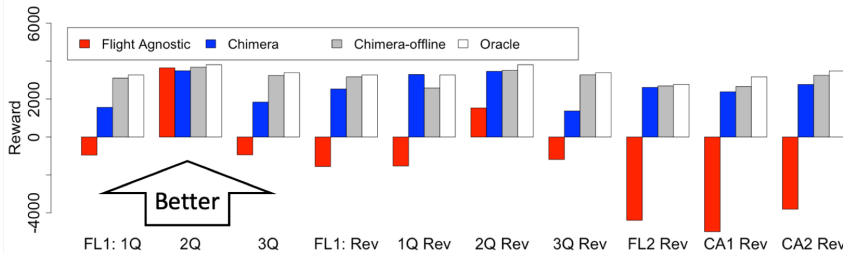 6000
Flight Agnostic Chimera Chimera-offline Oracle
2000
Reward
0
-4000
Better
FL1: 1Q 2Q 3Q FL1: Rev 1Q Rev 2Q Rev 3Q Rev FL2 Rev CA1 Rev CA2 Rev